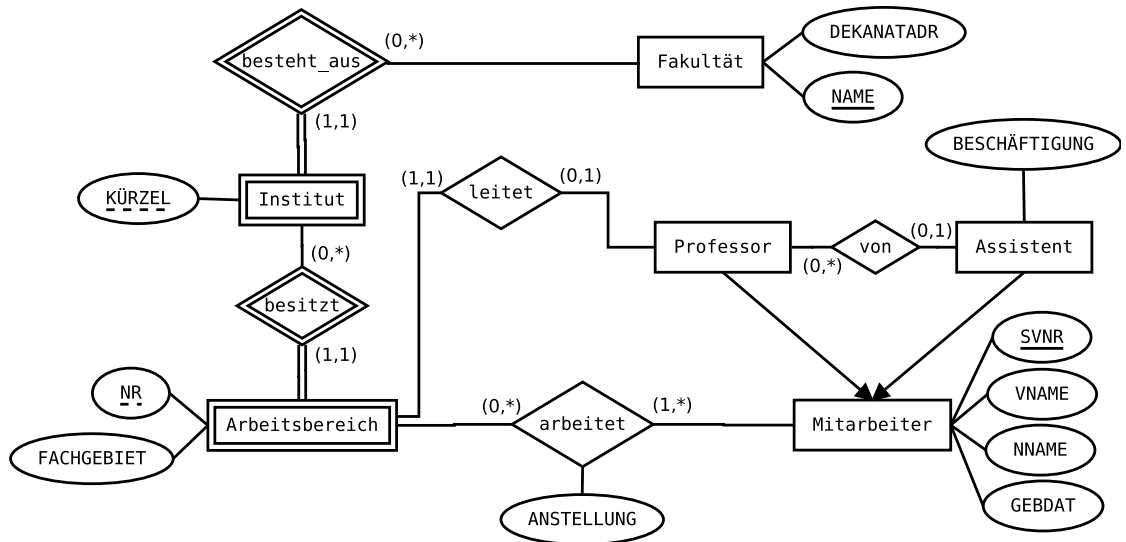 DEKANATADR
(0,*)
besteht_aus
Fakultät
NAME
(1,1)
BESCHÄFTIGUNG
(1,1)
leitet
(0,1)
KÜRZEL
Institut
(0,1)
Professor
von
Assistent
(0,*)
(0,*)
besitzt
SVNR
(1,1)
VNAME
NR
(0,*)
(1,*)
Arbeitsbereich
arbeitet
Mitarbeiter
NNAME
FACHGEBIET
GEBDAT
ANSTELLUNG